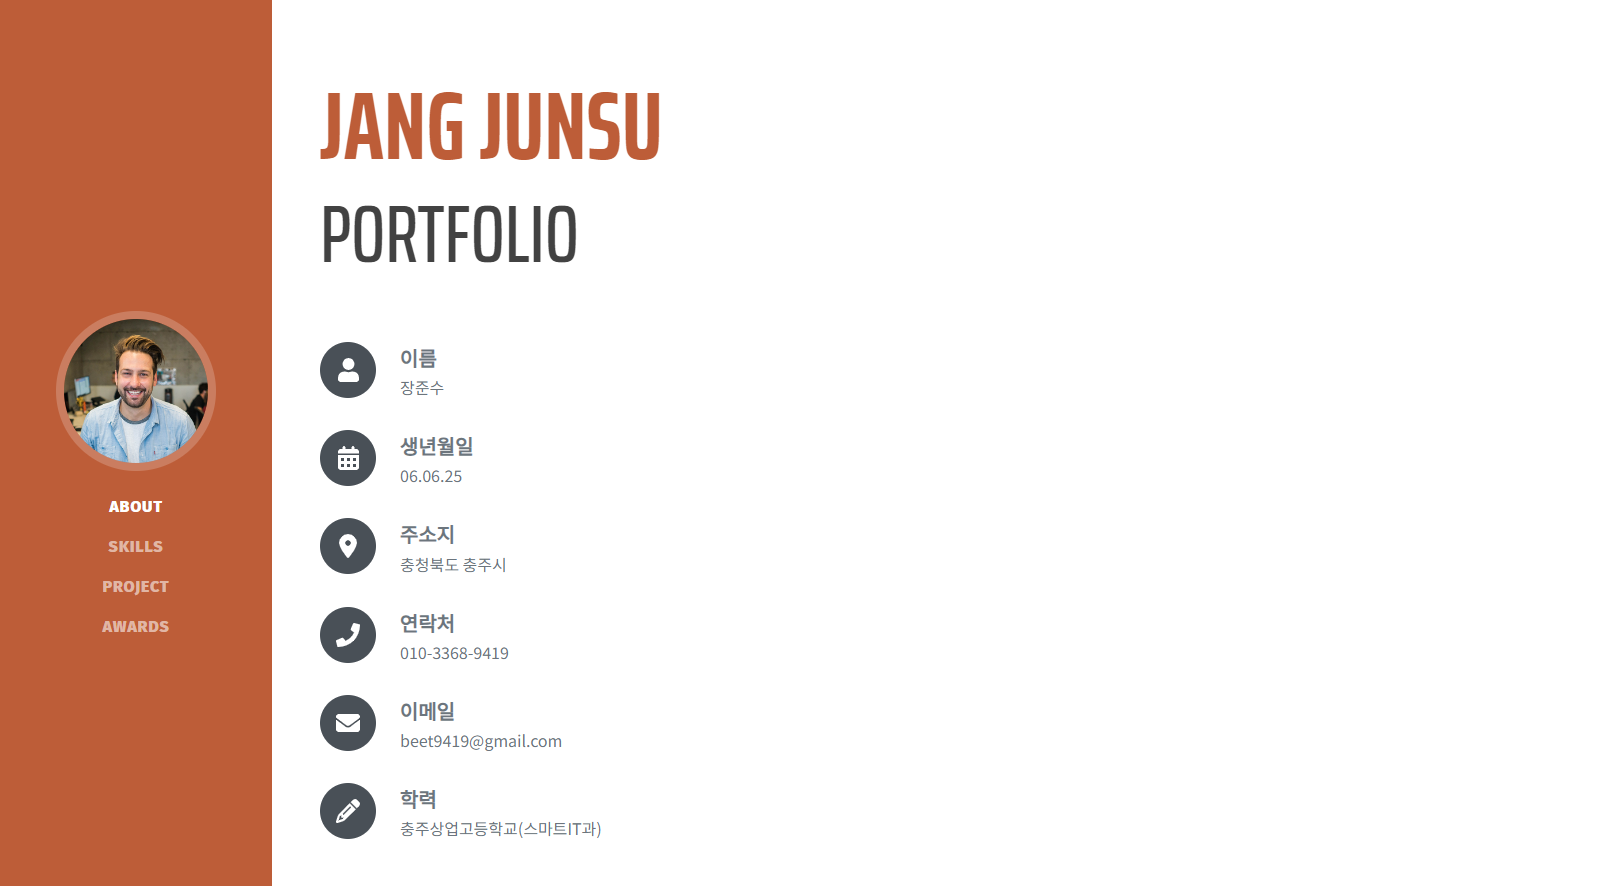 ABOUT
SKILLS
PROJECT
AWARDS
JANG JUNSU
PORTFOLIO
이름
장준수
생년월일
06.06.25
주소지
충청북도 충주시
연락처
010-3368-9419
이메일
beet9419@gmail.com
학력
충주상업고등학교(스마트IT과)